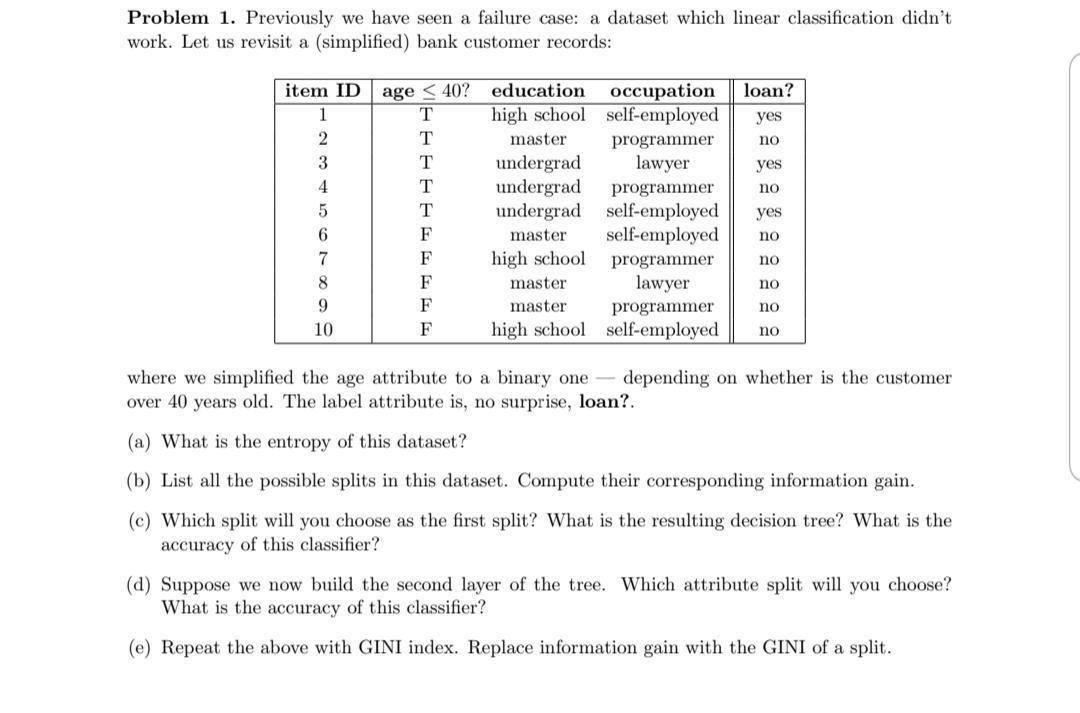 Problem 1. Previously we have seen a failure case: a dataset which linear classification didn't
work. Let us revisit a (simplified) bank customer records:
item ID age ≤ 40? education occupation loan?
1 T high school self-employed yes
2 T master programmer no
3 T undergrad lawyer yes
4 T undergrad programmer no
5 T undergrad self-employed yes
6 F master self-employed no
7 F high school programmer no
8 F master lawyer no
9 F master programmer no
10 F high school self-employed no
where we simplified the age attribute to a binary one — depending on whether is the customer
over 40 years old. The label attribute is, no surprise, loan?.
(a) What is the entropy of this dataset?
(b) List all the possible splits in this dataset. Compute their corresponding information gain.
(c) Which split will you choose as the first split? What is the resulting decision tree? What is the
accuracy of this classifier?
(d) Suppose we now build the second layer of the tree. Which attribute split will you choose?
What is the accuracy of this classifier?
(e) Repeat the above with GINI index. Replace information gain with the GINI of a split.